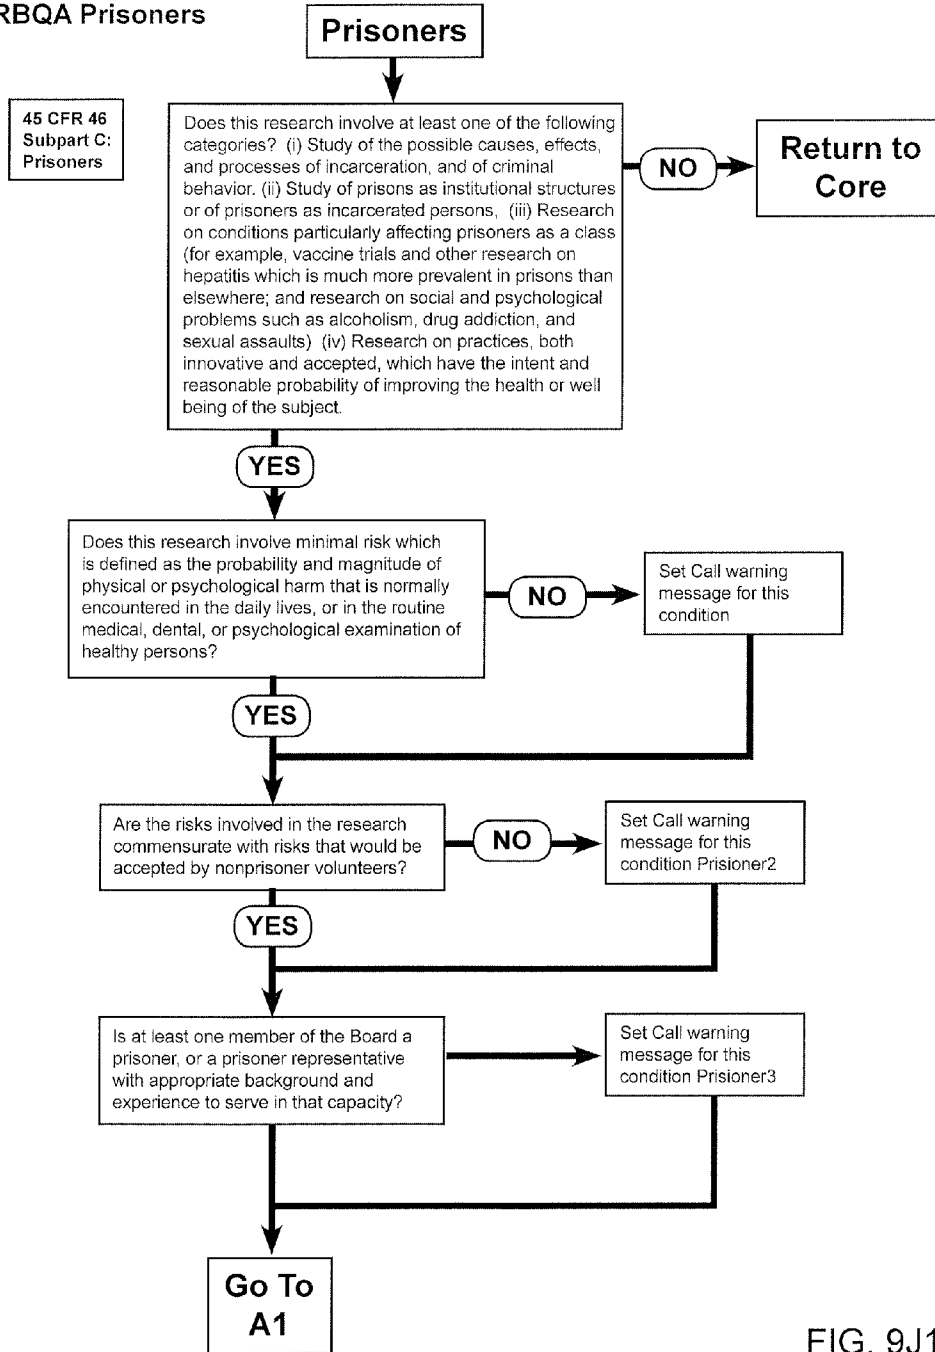 RBQA Prisoners
Prisoners
45 CFR 46
Subpart C:
Prisoners
Does this research involve at least one of the following
categories? (i) Study of the possible causes, effects,
and processes of incarceration, and of criminal
behavior. (ii) Study of prisons as institutional structures
or of prisoners as incarcerated persons, (iii) Research
on conditions particularly affecting prisoners as a class
(for example, vaccine trials and other research on
hepatitis which is much more prevalent in prisons than
elsewhere; and research on social and psychological
problems such as alcoholism, drug addiction, and
sexual assaults) (iv) Research on practices, both
innovative and accepted, which have the intent and
reasonable probability of improving the health or well
being of the subject.
NO
Return to
Core
YES
Does this research involve minimal risk which
is defined as the probability and magnitude of
physical or psychological harm that is normally
encountered in the daily lives, or in the routine
medical, dental, or psychological examination of
healthy persons?
NO
Set Call warning
message for this
condition
YES
Are the risks involved in the research
commensurate with risks that would be
accepted by nonprisoner volunteers?
NO
Set Call warning
message for this
condition Prisioner2
YES
Is at least one member of the Board a
prisoner, or a prisoner representative
with appropriate background and
experience to serve in that capacity?
Set Call warning
message for this
condition Prisioner3
Go To
A1
FIG. 9J1